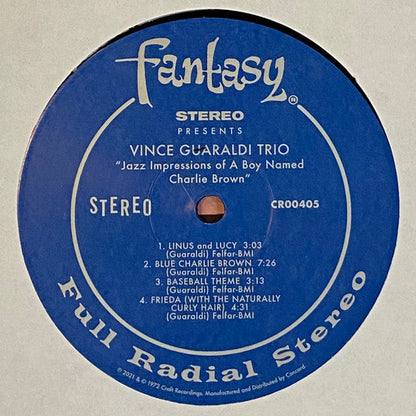 fantasy
®
STEREO
PRESENTS
VINCE GUARALDI TRIO
"Jazz Impressions of A Boy Named
Charlie Brown"
STEREO
CR00405
1. LINUS and LUCY 3:03
(Guaraldi) Felfar-BMI
2. BLUE CHARLIE BROWN 7:26
(Guaraldi) Felfar-BMI
3. BASEBALL THEME 3:13
(Guaraldi) Felfar-BMI
4. FRIEDA (WITH THE NATURALLY
CURLY HAIR) 4:31
(Guaraldi) Felfar-BMI
Full Radial Stereo
℗ 2021 & © 1972 Craft Recordings, Manufactured and Distributed by Concord.